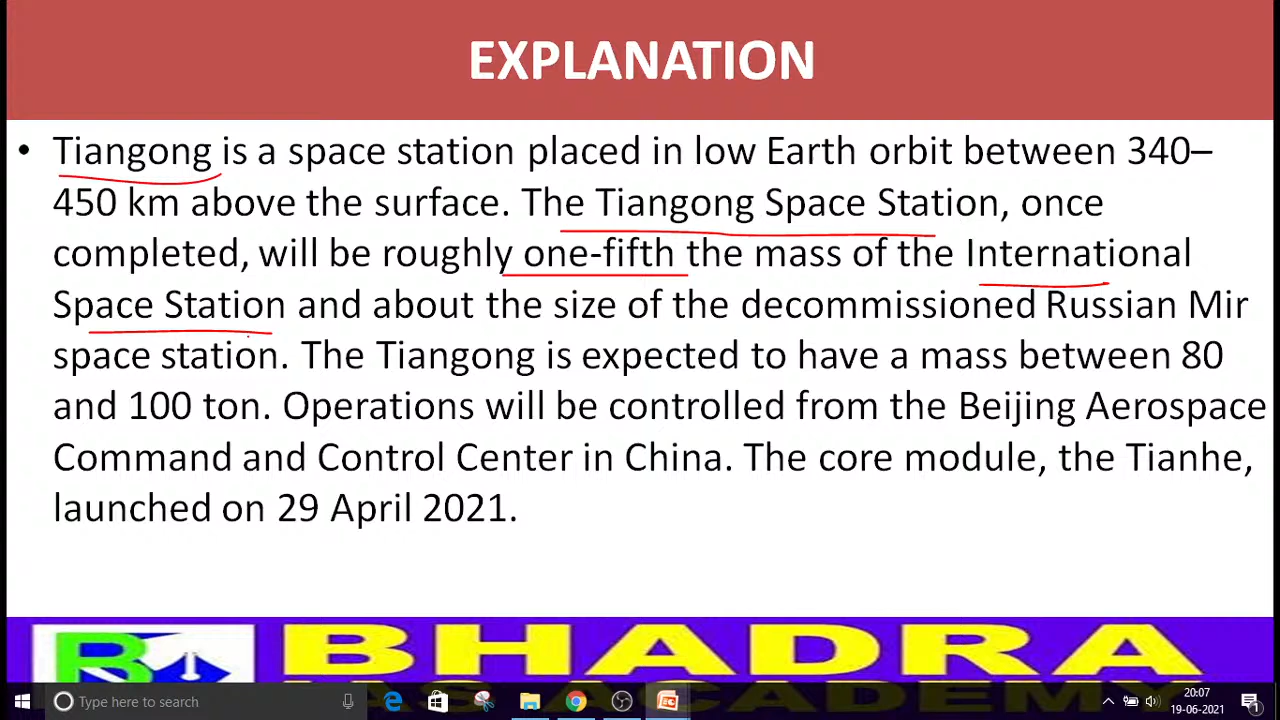 EXPLANATION
• Tiangong is a space station placed in low Earth orbit between 340–
450 km above the surface. The Tiangong Space Station, once
completed, will be roughly one-fifth the mass of the International
Space Station and about the size of the decommissioned Russian Mir
space station. The Tiangong is expected to have a mass between 80
and 100 ton. Operations will be controlled from the Beijing Aerospace
Command and Control Center in China. The core module, the Tianhe,
launched on 29 April 2021.
BHADRA
IAS ACADEMY
Type here to search
20:07
19-06-2021
1